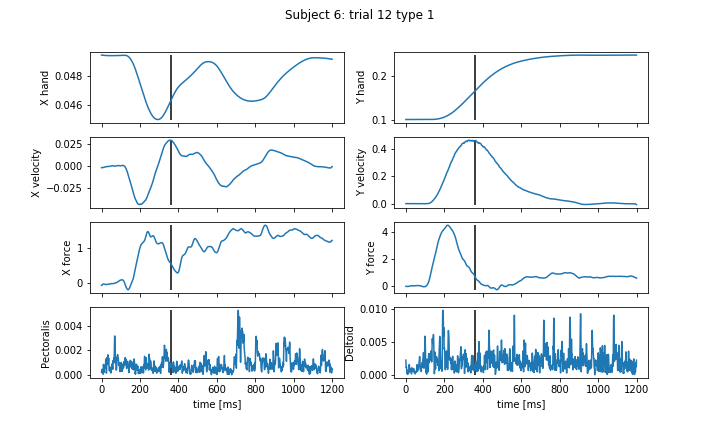 Subject 6: trial 12 type 1
X hand
0.048
0.046
Y hand
0.2
0.1
X velocity
0.025
0.000
−0.025
Y velocity
0.4
0.2
0.0
X force
1
0
Y force
4
2
0
Pectoralis
0.004
0.002
0.000
0 200 400 600 800 1000 1200
time [ms]
Deltoid
0.010
0.005
0.000
0 200 400 600 800 1000 1200
time [ms]